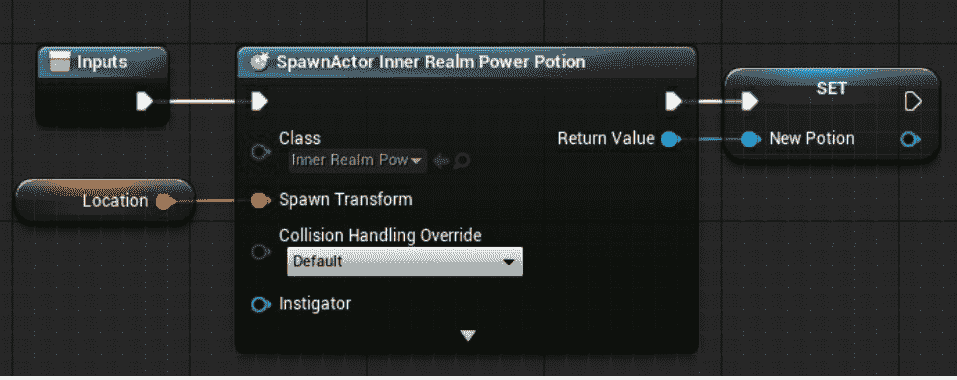 Inputs
SpawnActor Inner Realm Power Potion
SET
Class
Return Value
New Potion
Inner Realm Pow
Location
Spawn Transform
Collision Handling Override
Default
Instigator